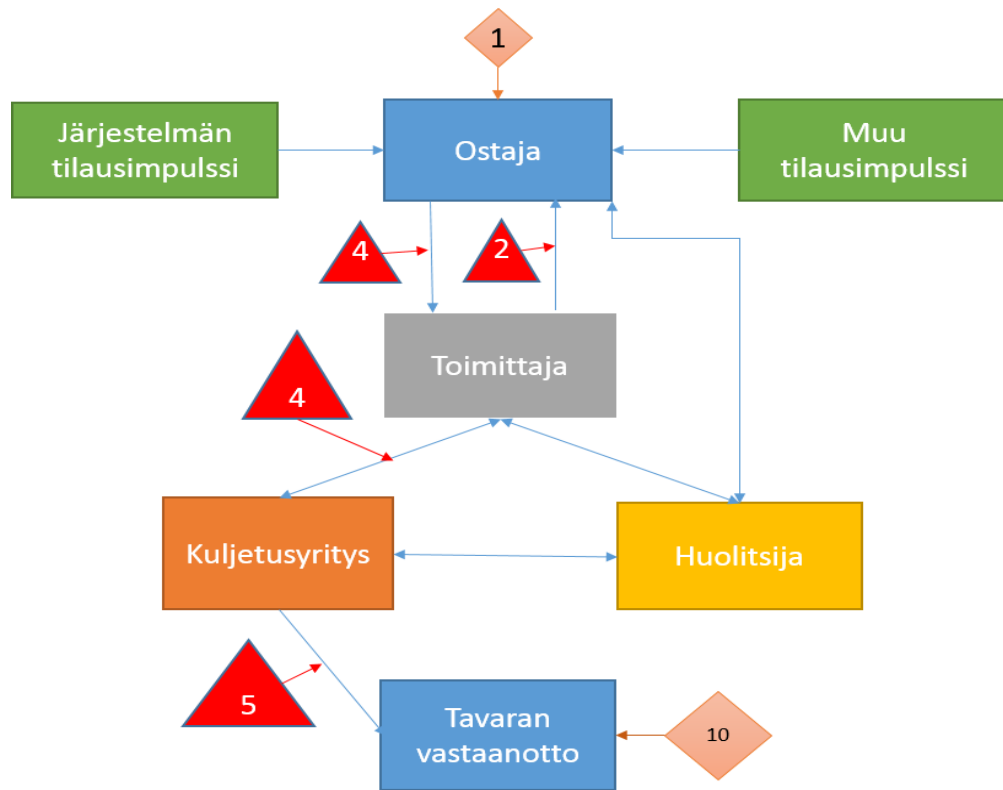 1
Järjestelmän
tilausimpulssi
Ostaja
Muu
tilausimpulssi
4
2
Toimittaja
4
Kuljetusyritys
Huolitsija
5
Tavaran
vastaanotto
10